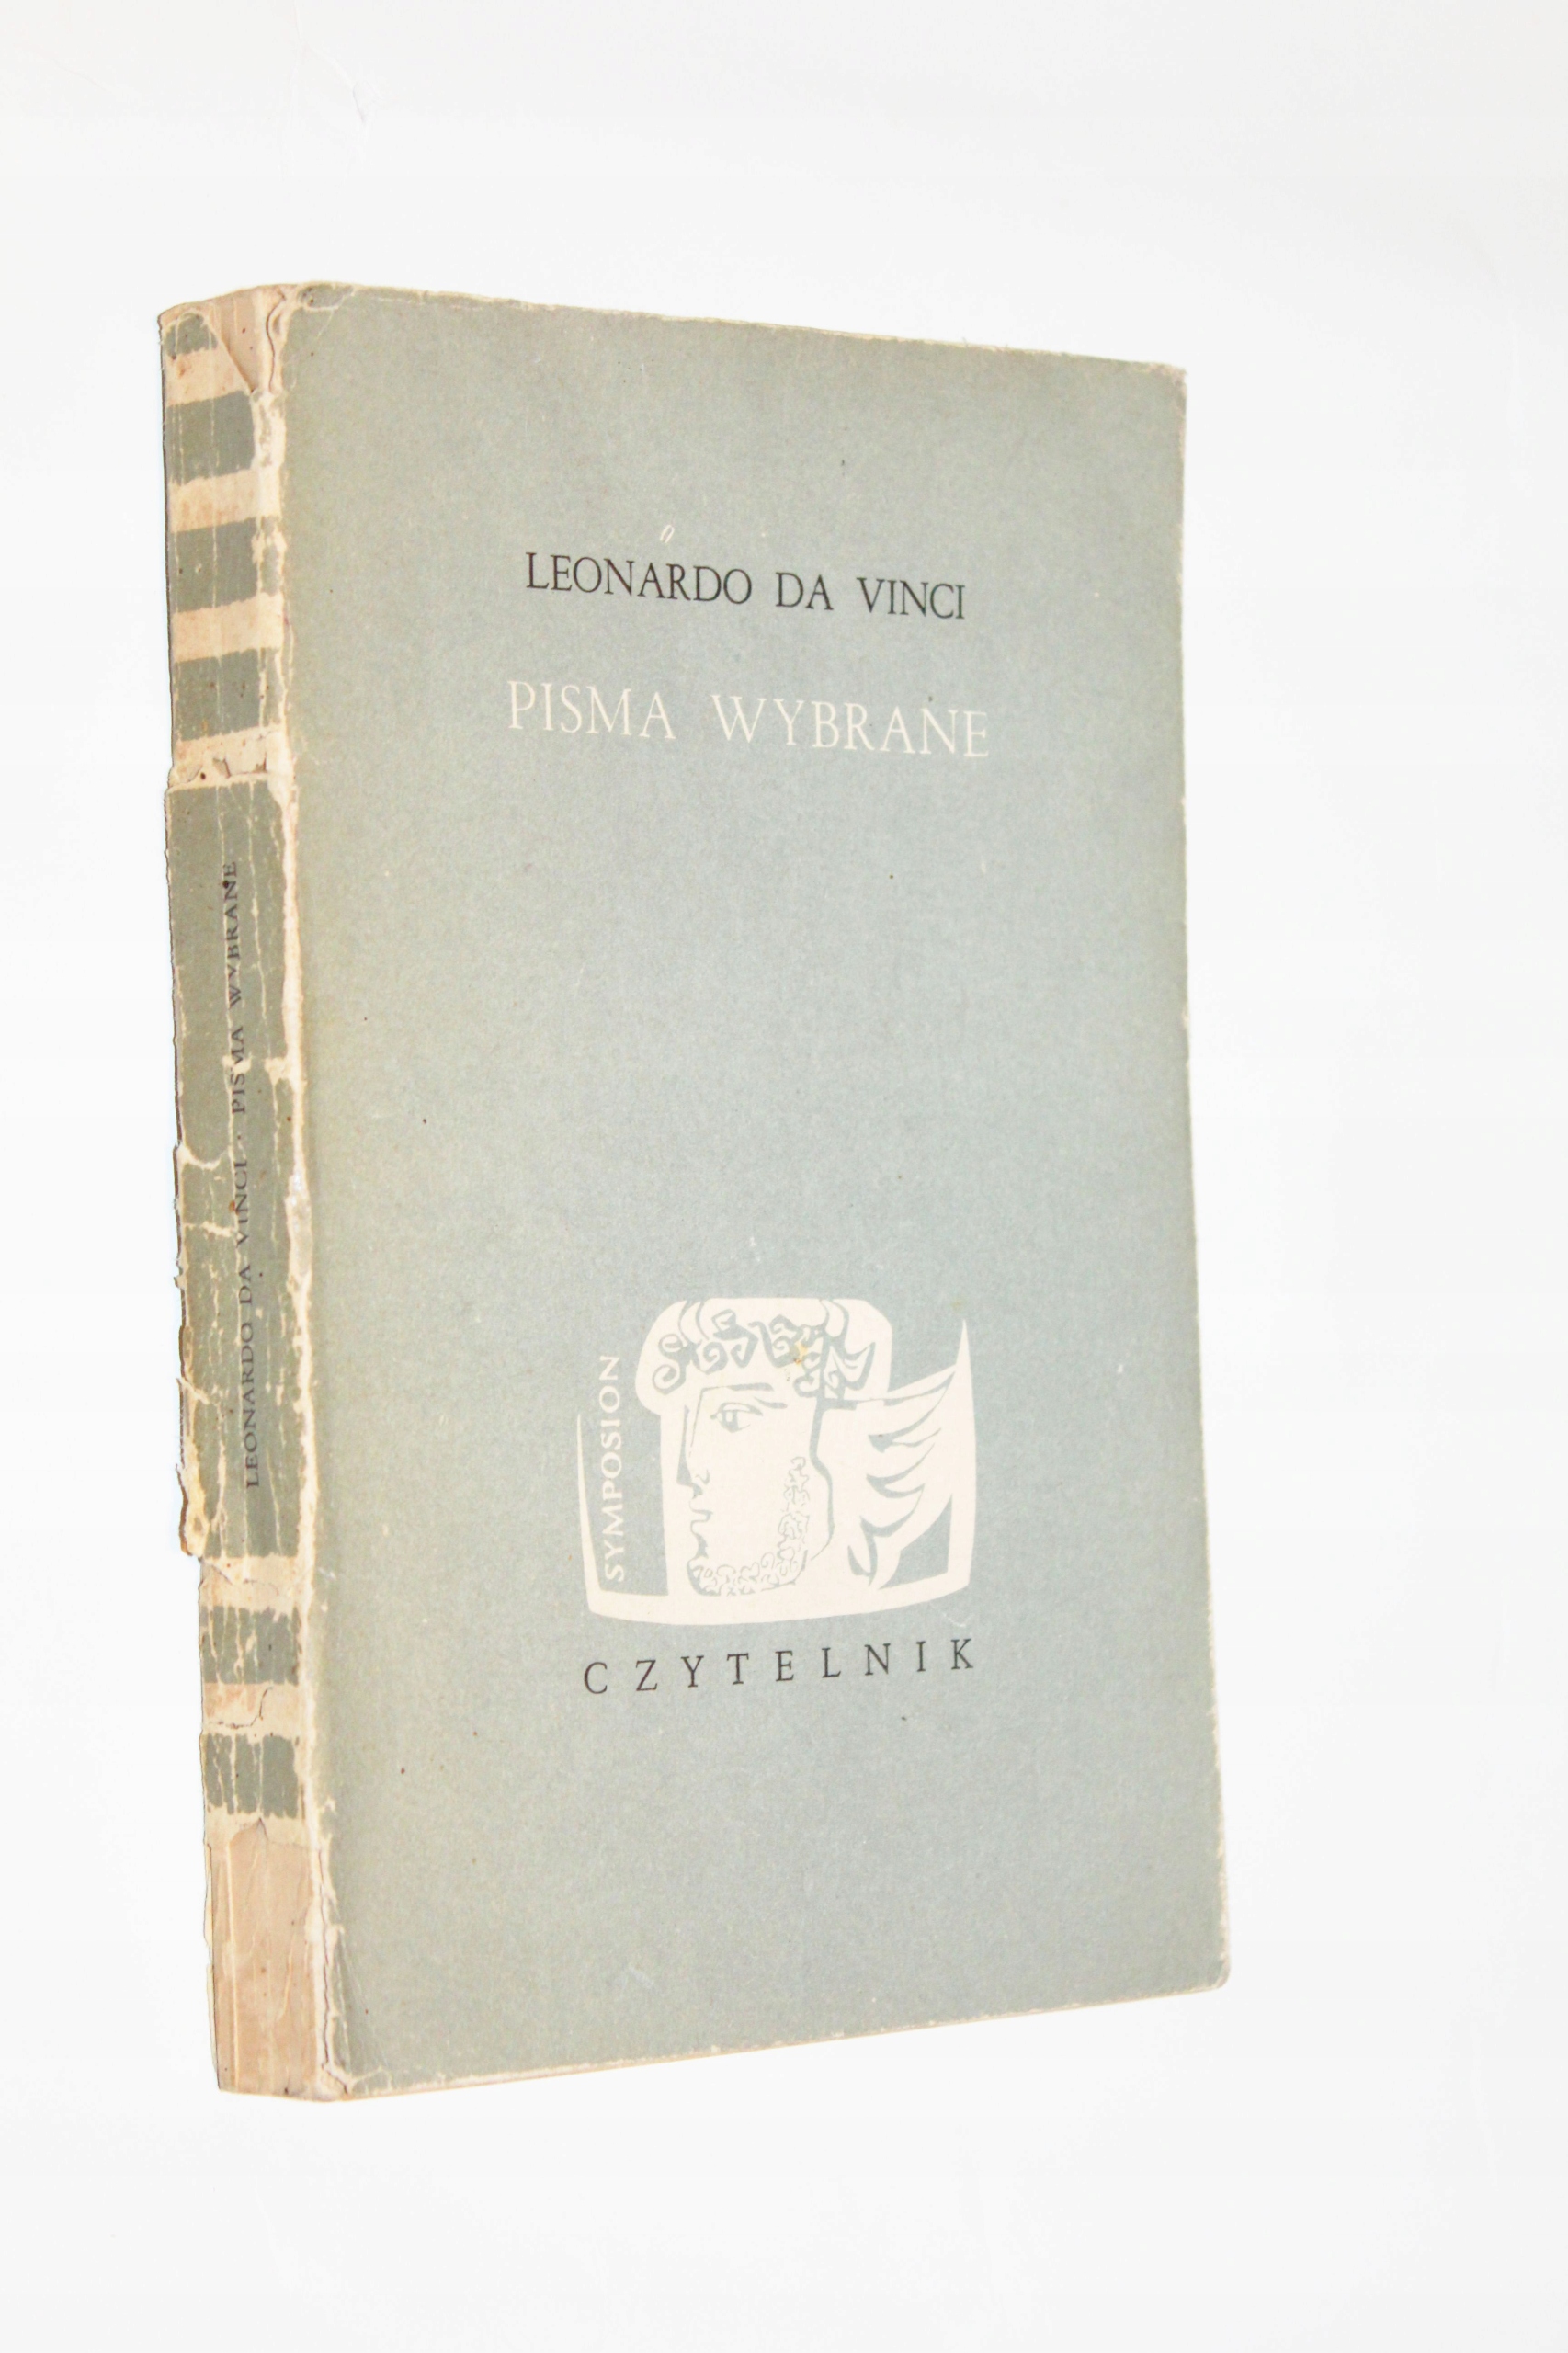 LEONARDO DA VINCI
PISMA WYBRANE
SYMPOSION
CZYTELNIK
LEONARDO DA VINCI · PISMA WYBRANE